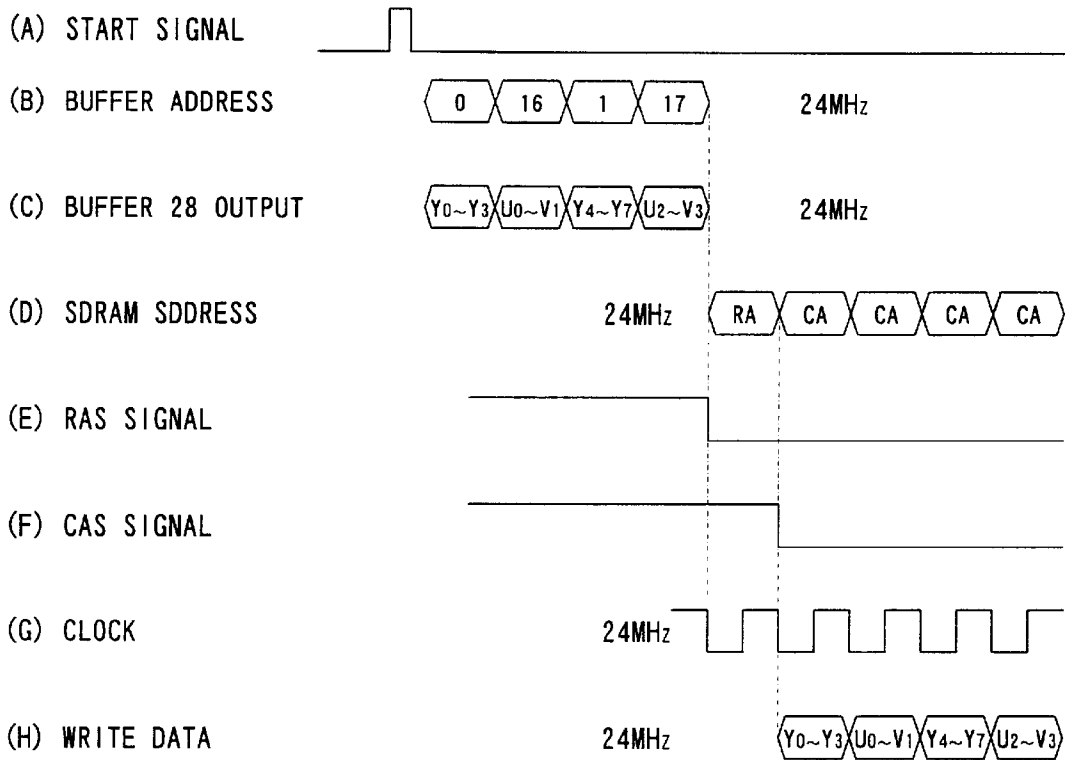 (A) START SIGNAL
(B) BUFFER ADDRESS 0 16 1 17 24MHz
(C) BUFFER 28 OUTPUT Y0~Y3 U0~V1 Y4~Y7 U2~V3 24MHz
(D) SDRAM SDDRESS 24MHz RA CA CA CA CA
(E) RAS SIGNAL
(F) CAS SIGNAL
(G) CLOCK 24MHz
(H) WRITE DATA 24MHz Y0~Y3 U0~V1 Y4~Y7 U2~V3